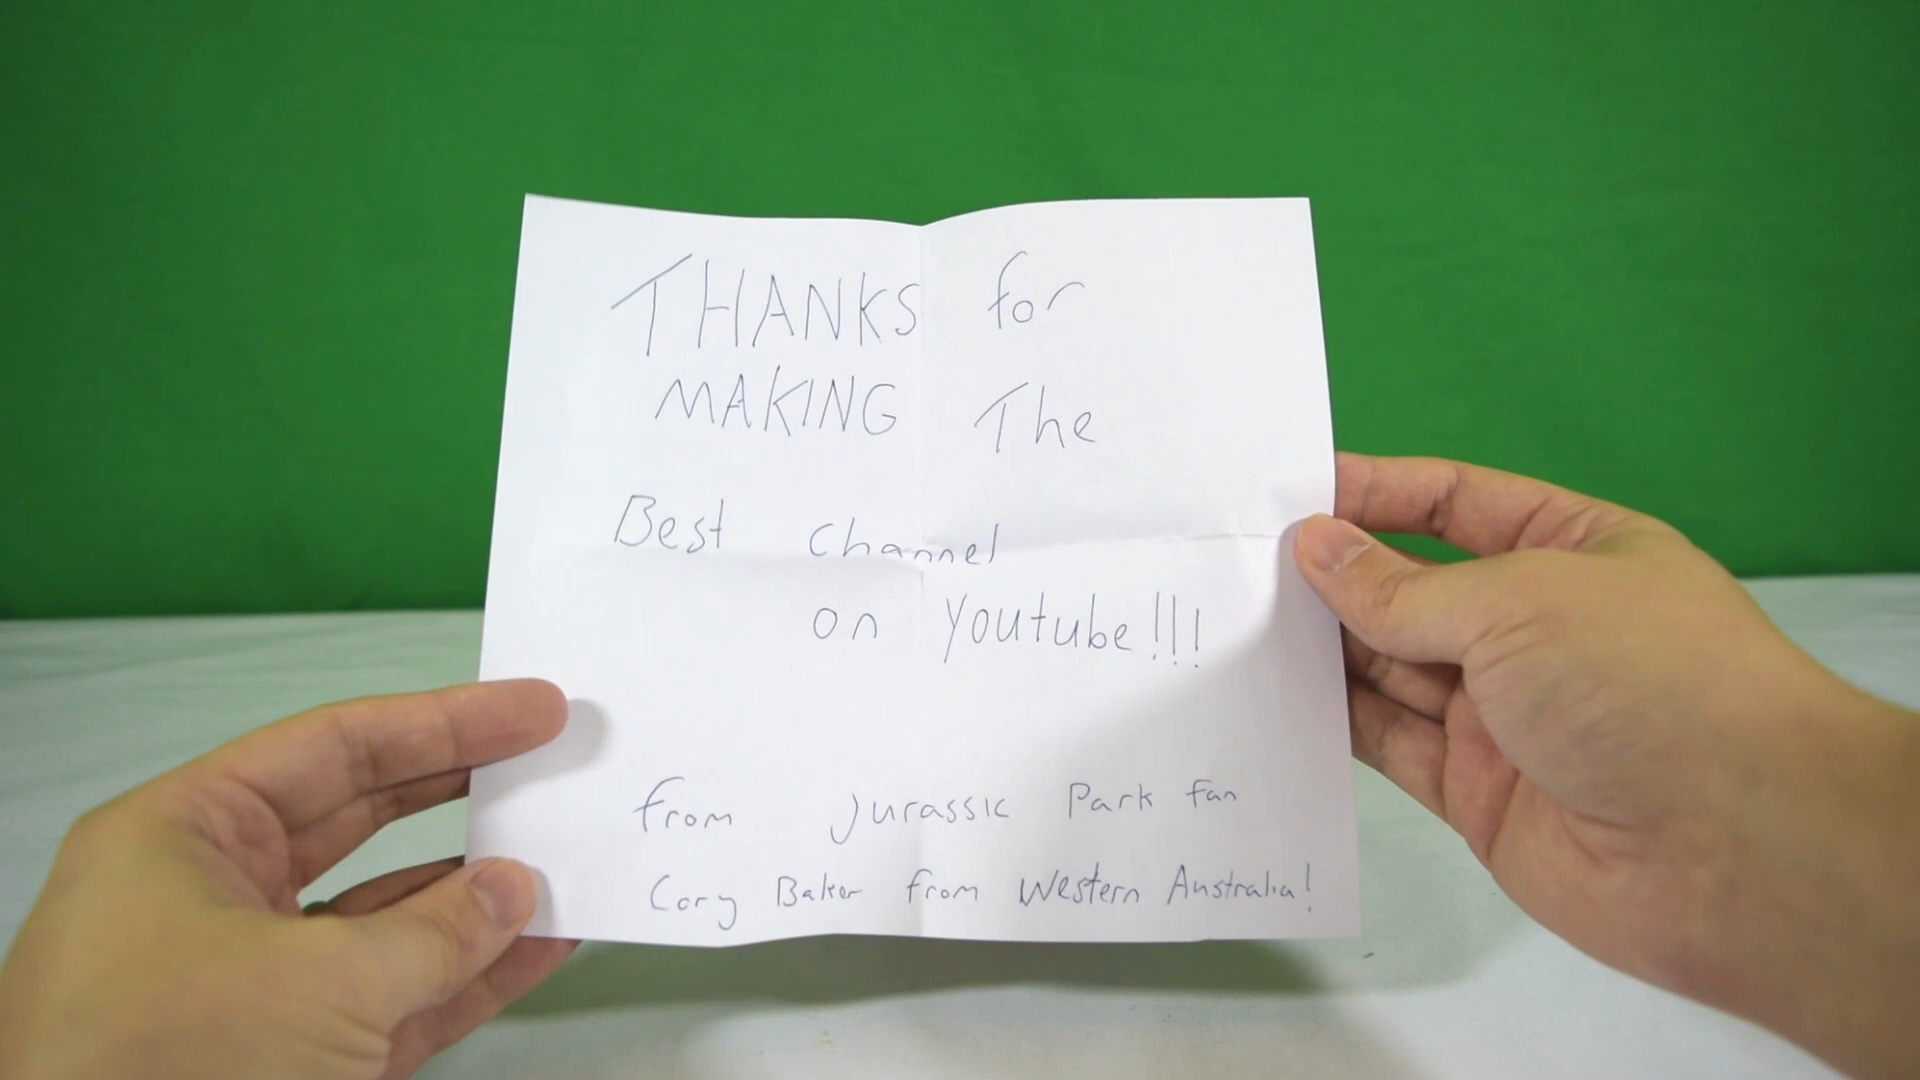 THANKS for
MAKING The
Best Channel
on Youtube!!!
from Jurassic Park fan
Cory Baker from Western Australia!